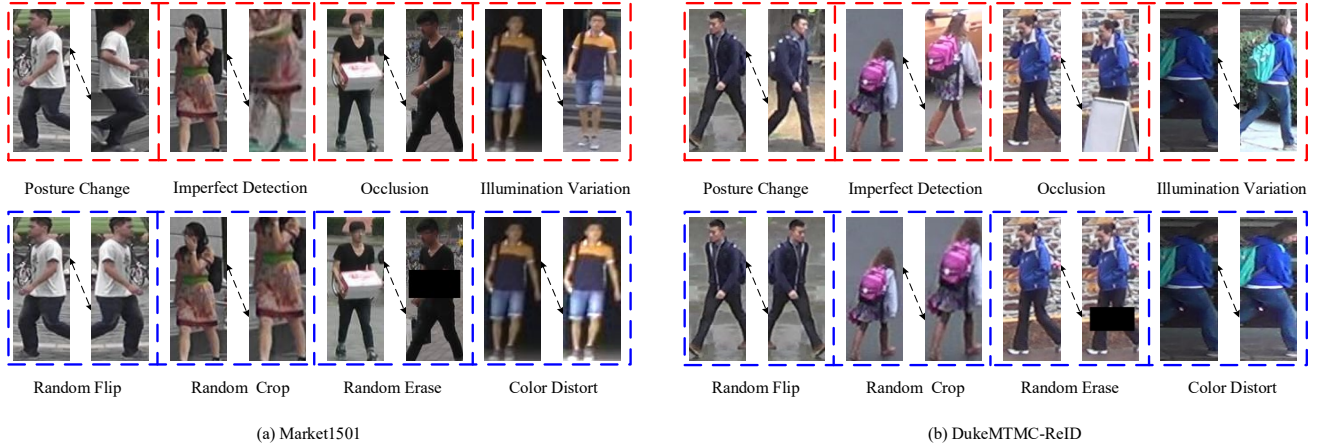 Posture Change Imperfect Detection Occlusion Illumination Variation
Random Flip Random Crop Random Erase Color Distort
(a) Market1501
Posture Change Imperfect Detection Occlusion Illumination Variation
Random Flip Random Crop Random Erase Color Distort
(b) DukeMTMC-ReID